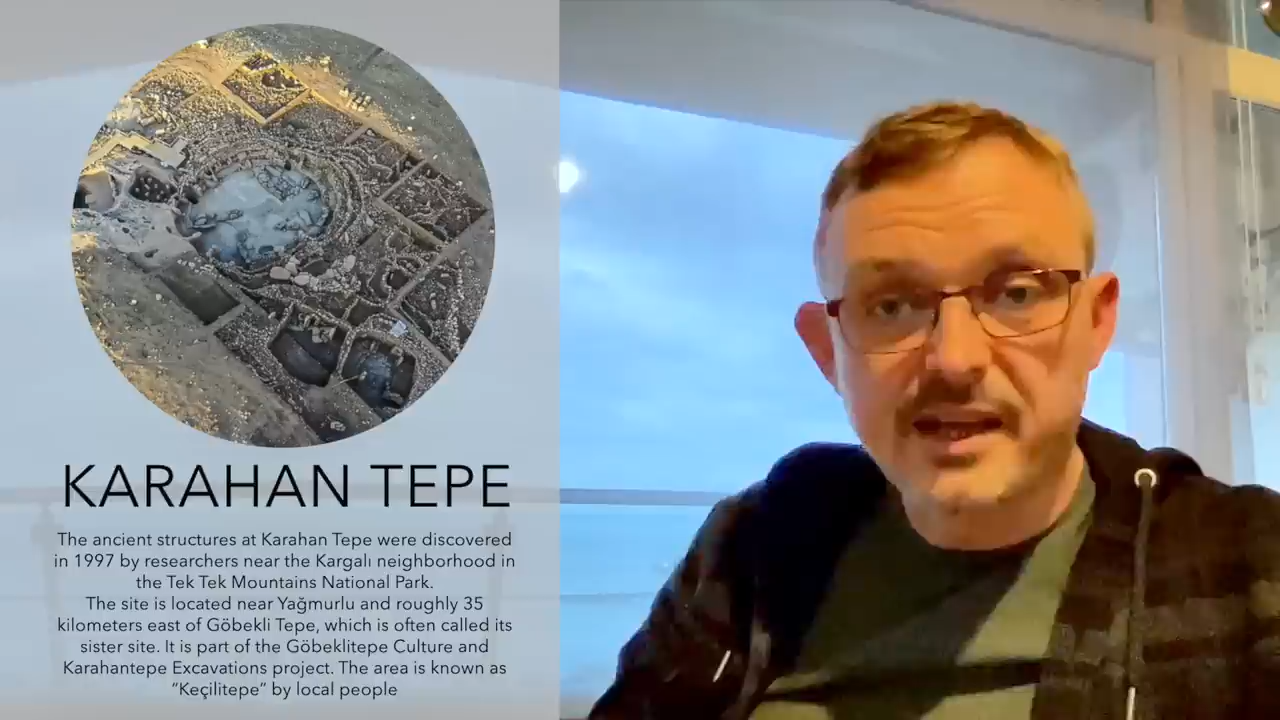 KARAHAN TEPE
The ancient structures at Karahan Tepe were discovered
in 1997 by researchers near the Kargalı neighborhood in
the Tek Tek Mountains National Park.
The site is located near Yağmurlu and roughly 35
kilometers east of Göbekli Tepe, which is often called its
sister site. It is part of the Göbeklitepe Culture and
Karahantepe Excavations project. The area is known as
“Keçilitepe” by local people